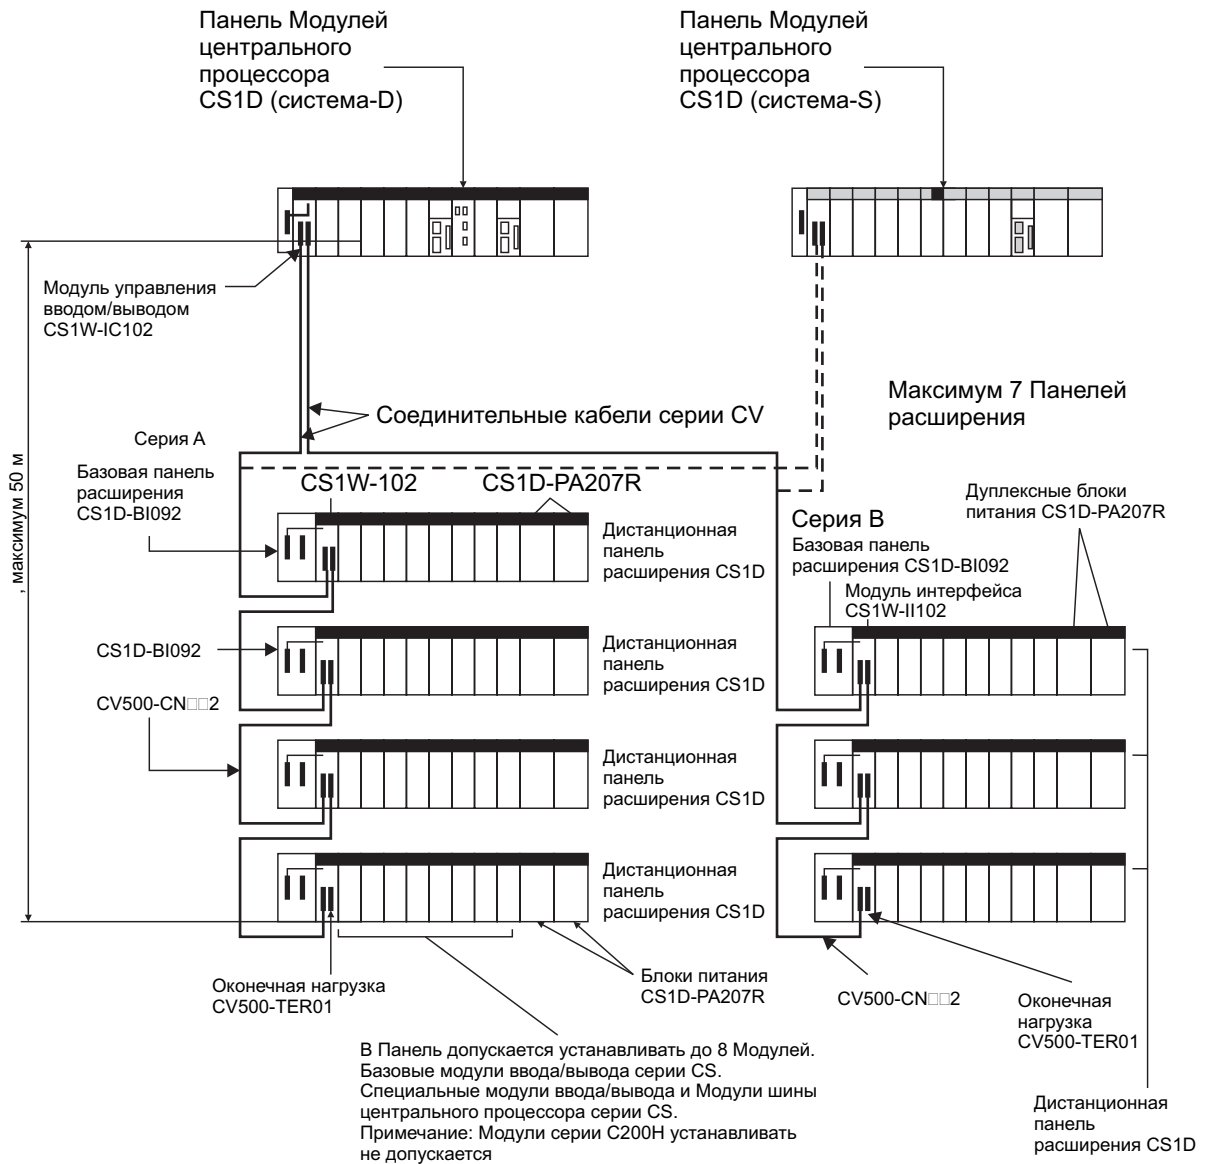 Панель Модулей
центрального
процессора
CS1D (система-D)
Панель Модулей
центрального
процессора
CS1D (система-S)
Модуль управления
вводом/выводом
CS1W-IC102
Максимум 7 Панелей
расширения
Соединительные кабели серии CV
Серия A
, максимум 50 м
Базовая панель
расширения
CS1D-BI092
CS1W-102
CS1D-PA207R
Дистанционная
панель
расширения CS1D
Дуплексные блоки
питания CS1D-PA207R
Серия B
Базовая панель
расширения CS1D-BI092
Модуль интерфейса
CS1W-II102
CS1D-BI092
Дистанционная
панель
расширения CS1D
CV500-CN□□2
Дистанционная
панель
расширения CS1D
Дистанционная
панель
расширения CS1D
Оконечная нагрузка
CV500-TER01
Блоки питания
CS1D-PA207R
CV500-CN□□2
Оконечная
нагрузка
CV500-TER01
В Панель допускается устанавливать до 8 Модулей.
Базовые модули ввода/вывода серии CS.
Специальные модули ввода/вывода и Модули шины
центрального процессора серии CS.
Примечание: Модули серии C200H устанавливать
не допускается
Дистанционная
панель
расширения CS1D